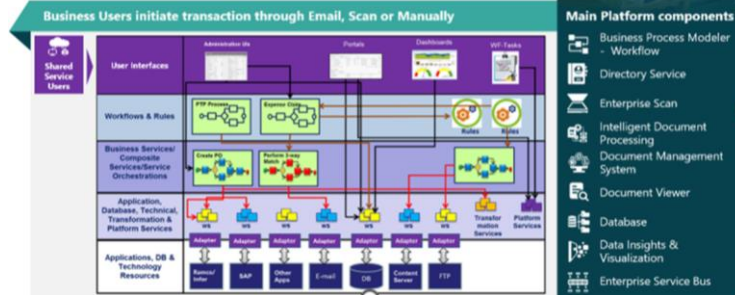 Business Users initiate transaction through Email, Scan or Manually
Shared
Service
Users
User Interfaces
Administration UIs
Portals
Dashboards
WF-Tasks
Workflows & Rules
PTP Process
Rules
Rules
Business Services/
Composite
Services/Service
Orchestrations
Create PO
Perform 3-way
Match
Application,
Database, Technical,
Transformation &
Platform Services
WS
WS
WS
WS
WS
WS
WS
Transfor
mation
Services
Platform
Services
Adapter
Adapter
Adapter
Adapter
Adapter
Adapter
Adapter
Applications, DB &
Technology
Resources
Ramco/
Infor
SAP
Other
Apps
E-mail
DB
Content
Server
FTP
Main Platform components
Business Process Modeler
- Workflow
Directory Service
Enterprise Scan
Intelligent Document
Processing
Document Management
System
Document Viewer
Database
Data Insights &
Visualization
Enterprise Service Bus